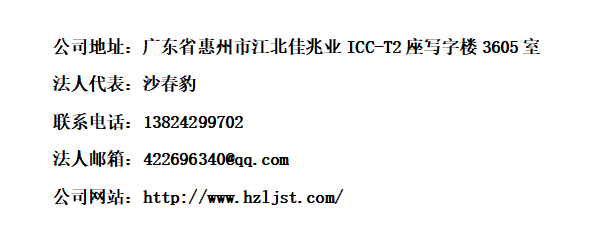 公司地址：广东省惠州市江北佳兆业 ICC-T2 座写字楼 3605 室
法人代表：沙春豹
联系电话：13824299702
法人邮箱：422696340@qq.com
公司网站：http://www.hzljst.com/